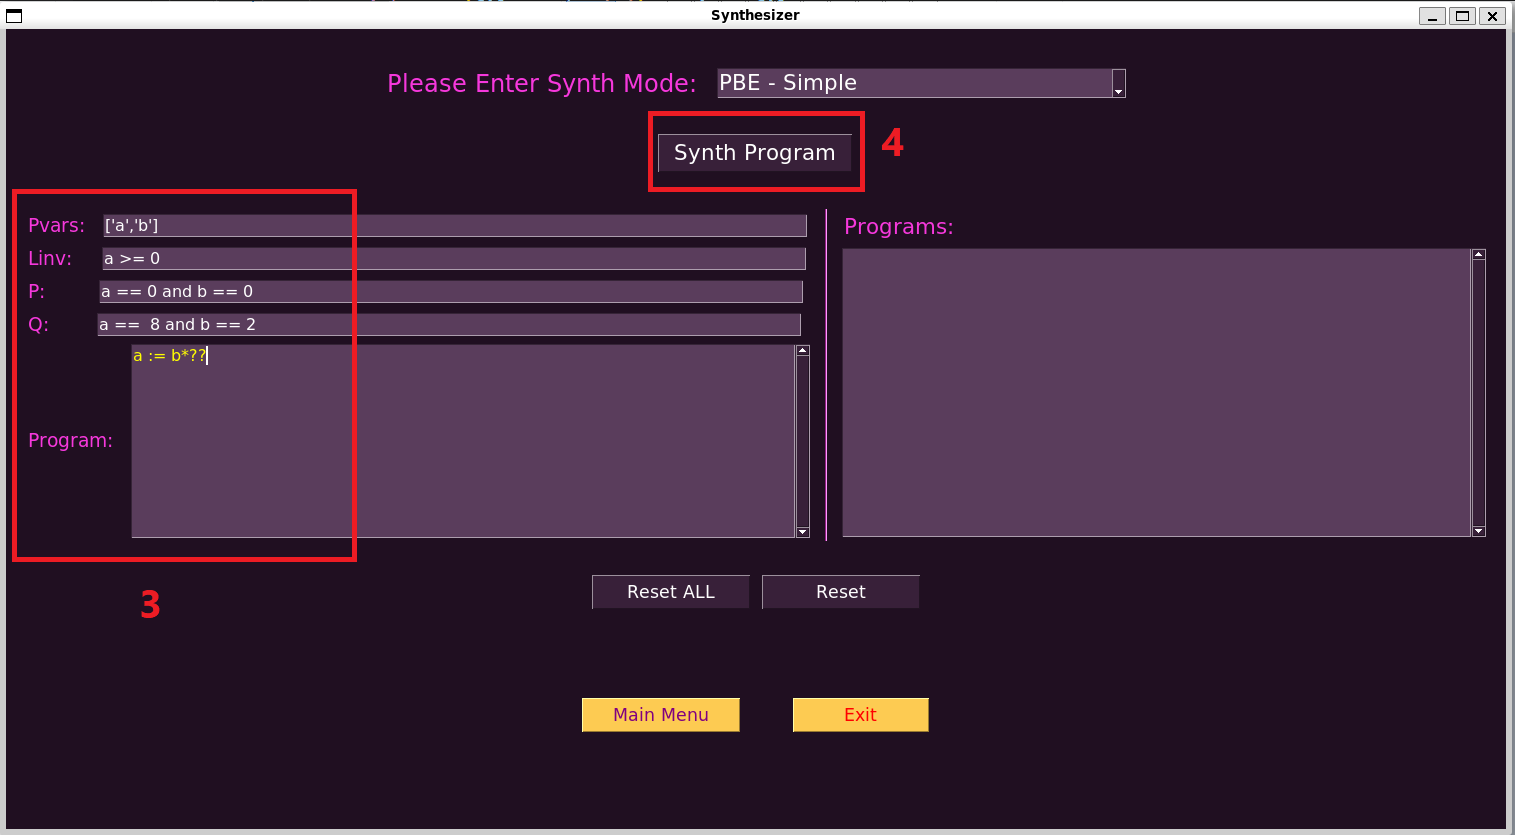 Synthesizer
Please Enter Synth Mode: PBE - Simple
Synth Program 4
Pvars: ['a','b']
Linv: a >= 0
P: a == 0 and b == 0
Q: a ==  8 and b == 2
a := b*??
Program:
Programs:
3
Reset ALL Reset
Main Menu Exit